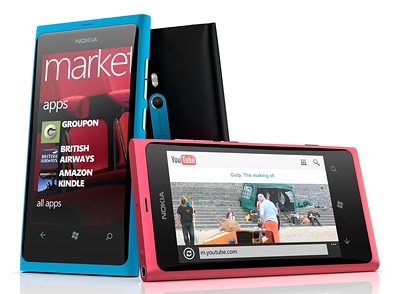 NOKIA
market
apps
GROUPON
BRITISH
AIRWAYS
AMAZON
KINDLE
all apps
NOKIA
YouTube
Gulp. The making of.
m.youtube.com